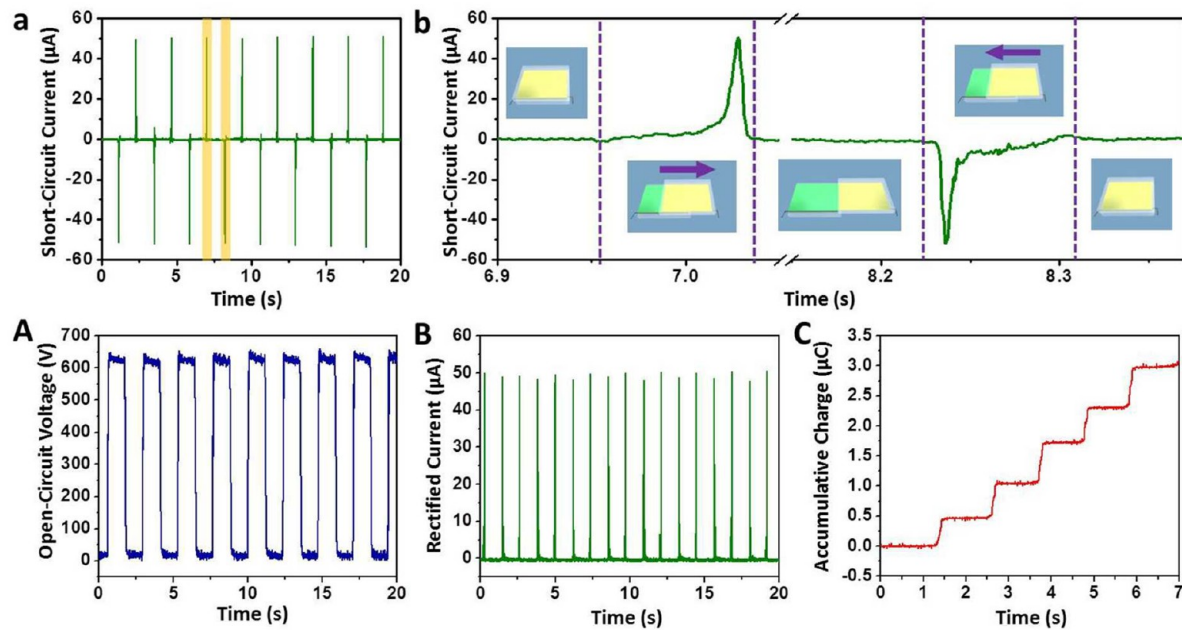 a
Short-Circuit Current (µA)
60
40
20
0
-20
-40
-60
0 5 10 15 20
Time (s)
b
Short-Circuit Current (µA)
60
40
20
0
-20
-40
-60
6.9 7.0 8.2 8.3
Time (s)
A
Open-Circuit Voltage (V)
700
600
500
400
300
200
100
0
0 5 10 15 20
Time (s)
B
Rectified Current (µA)
60
50
40
30
20
10
0
0 5 10 15 20
Time (s)
C
Accumulative Charge (µC)
3.5
3.0
2.5
2.0
1.5
1.0
0.5
0.0
-0.5
0 1 2 3 4 5 6 7
Time (s)